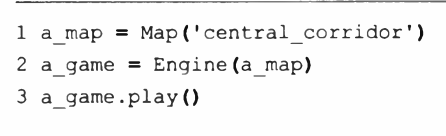 1 a_map = Map('central_corridor')
2 a_game = Engine(a_map)
3 a_game.play()